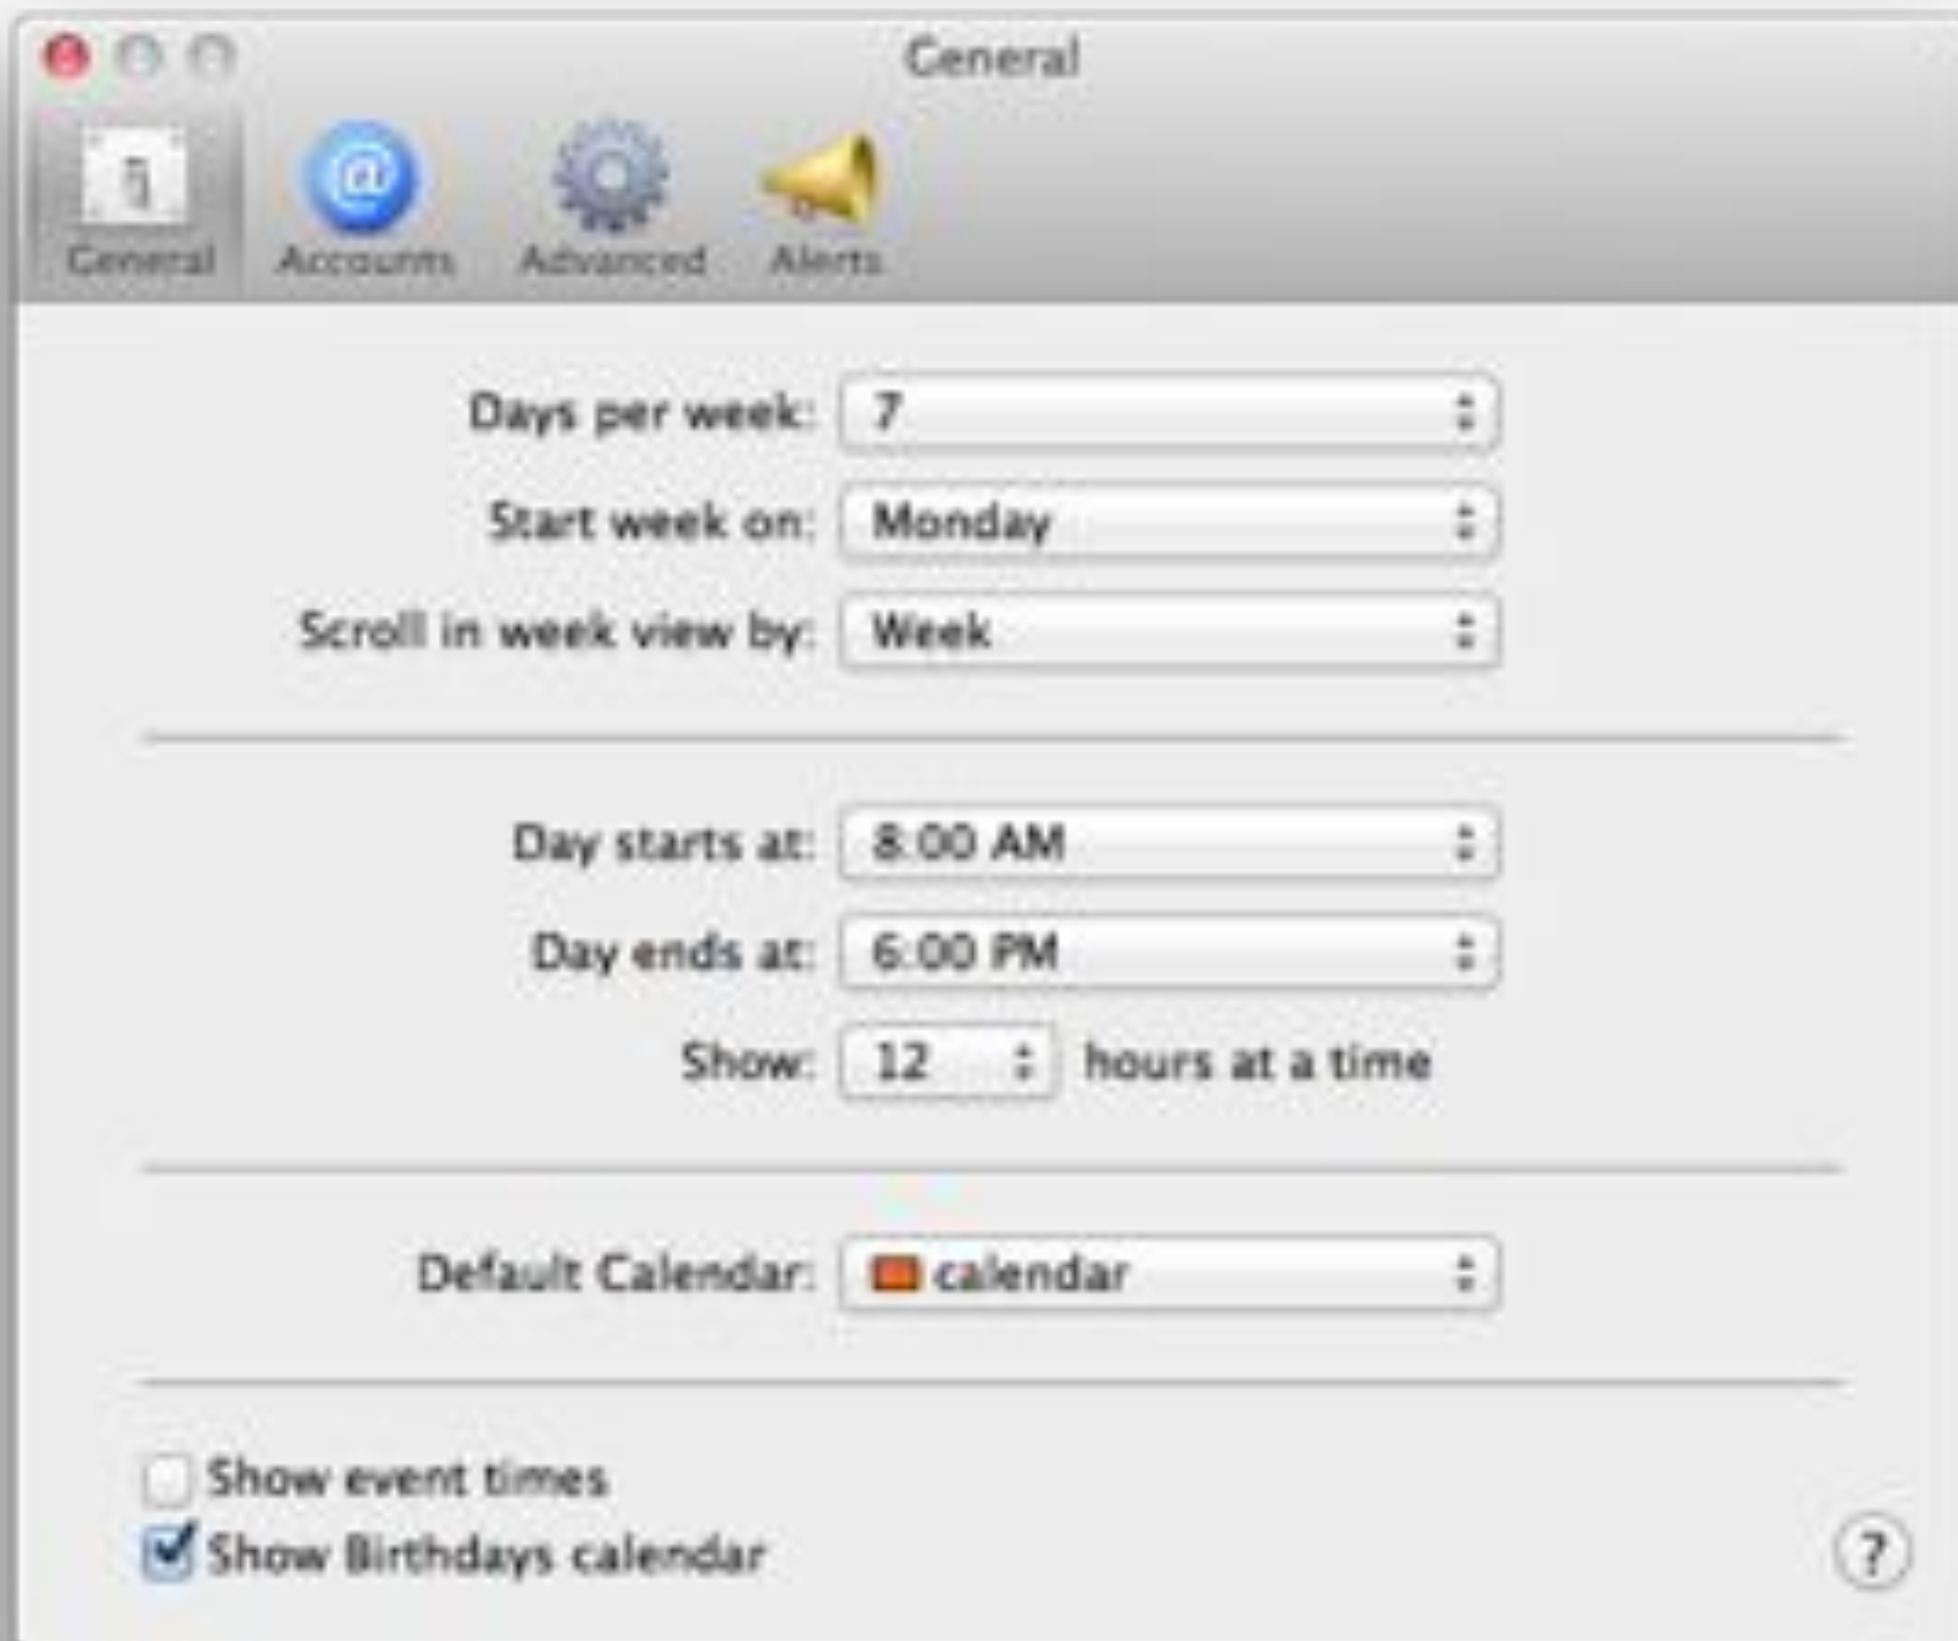 General
General Accounts Advanced Alerts
Days per week: 7
Start week on: Monday
Scroll in week view by: Week
Day starts at: 8:00 AM
Day ends at: 6:00 PM
Show: 12 hours at a time
Default Calendar: calendar
Show event times
Show Birthdays calendar
?